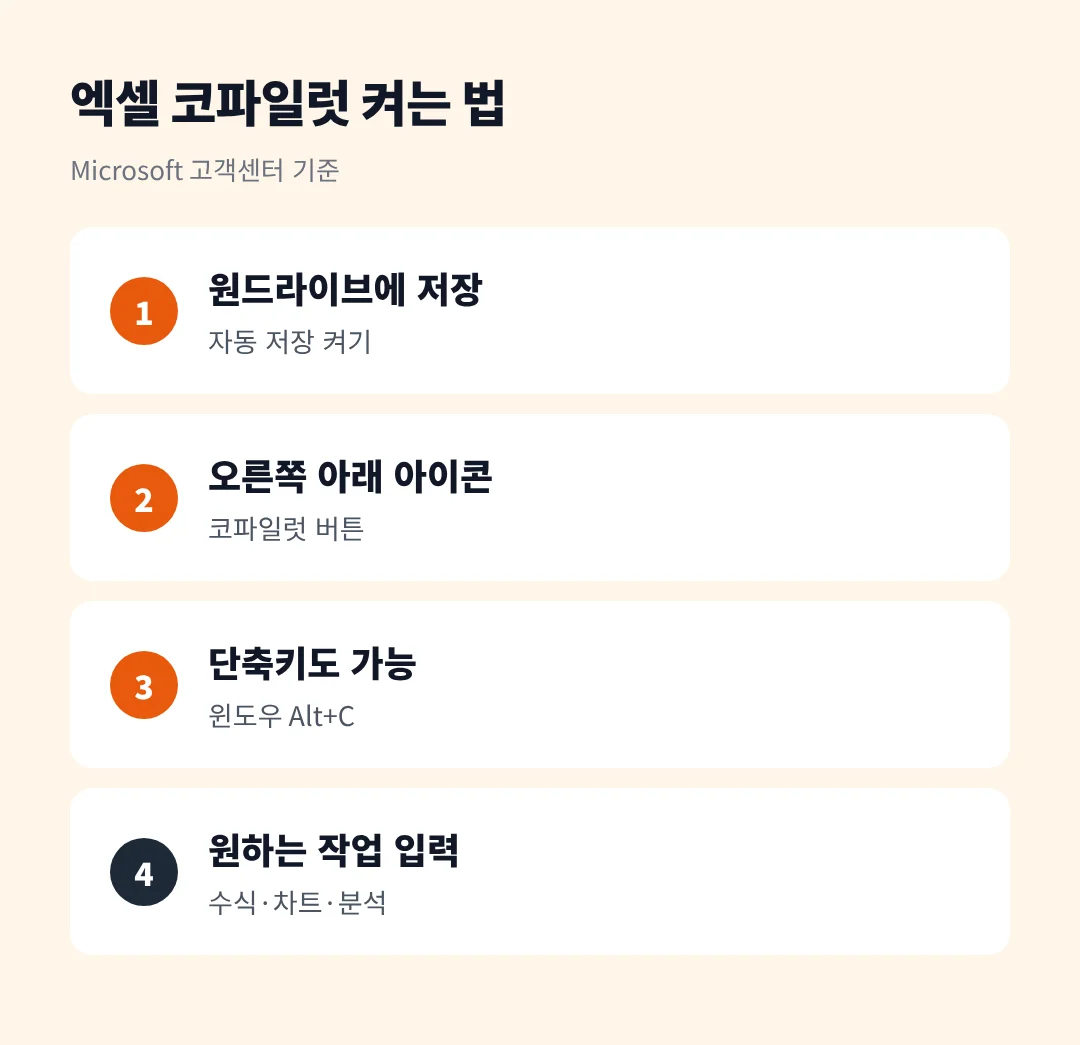 엑셀 코파일럿 켜는 법
Microsoft 고객센터 기준
1
원드라이브에 저장
자동 저장 켜기
2
오른쪽 아래 아이콘
코파일럿 버튼
3
단축키도 가능
윈도우 Alt+C
4
원하는 작업 입력
수식·차트·분석